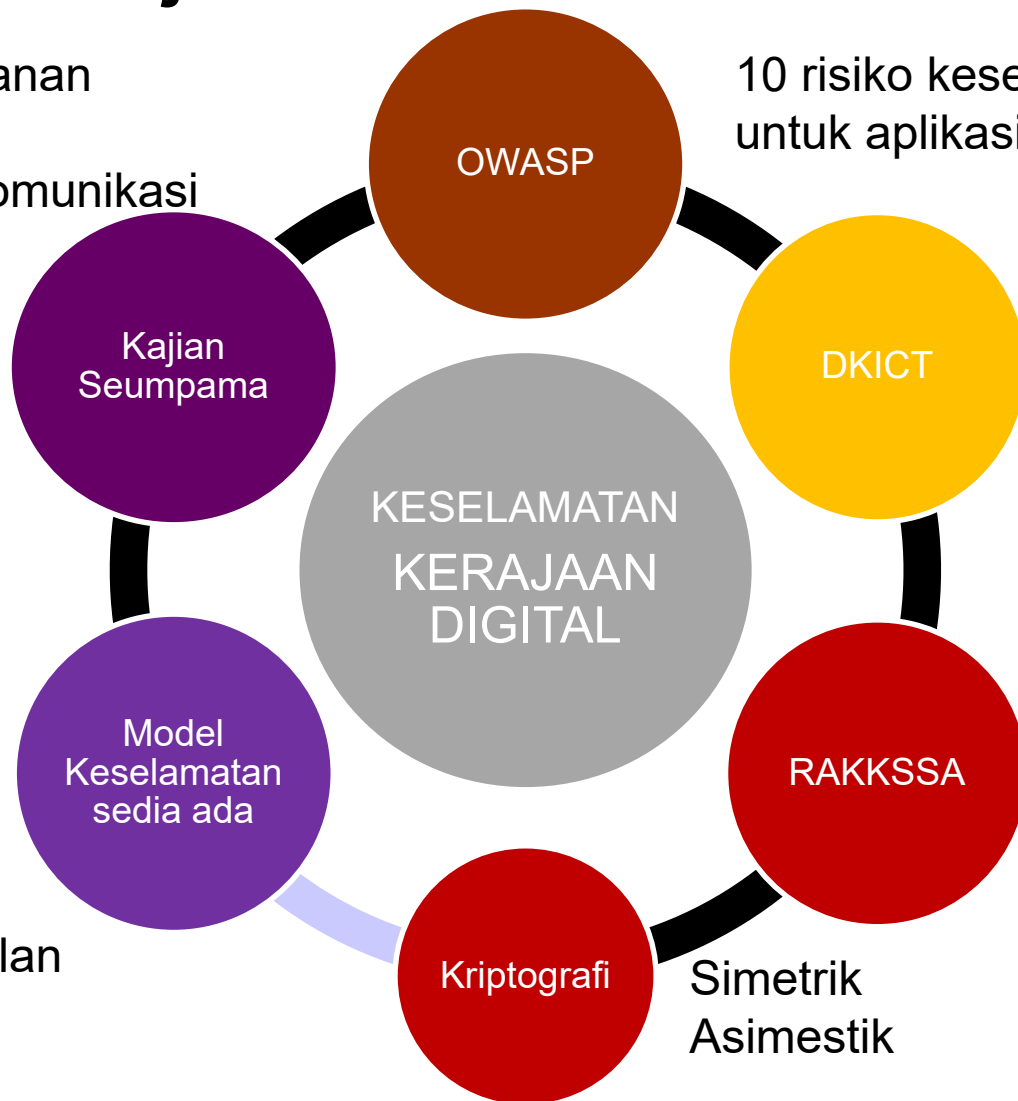 anan
10 risiko kese
untuk aplikasi
omunikasi
OWASP
Kajian
Seumpama
DKICT
KESELAMATAN
KERAJAAN
DIGITAL
Model
Keselamatan
sedia ada
RAKKSSA
lan
Kriptografi
Simetrik
Asimestik